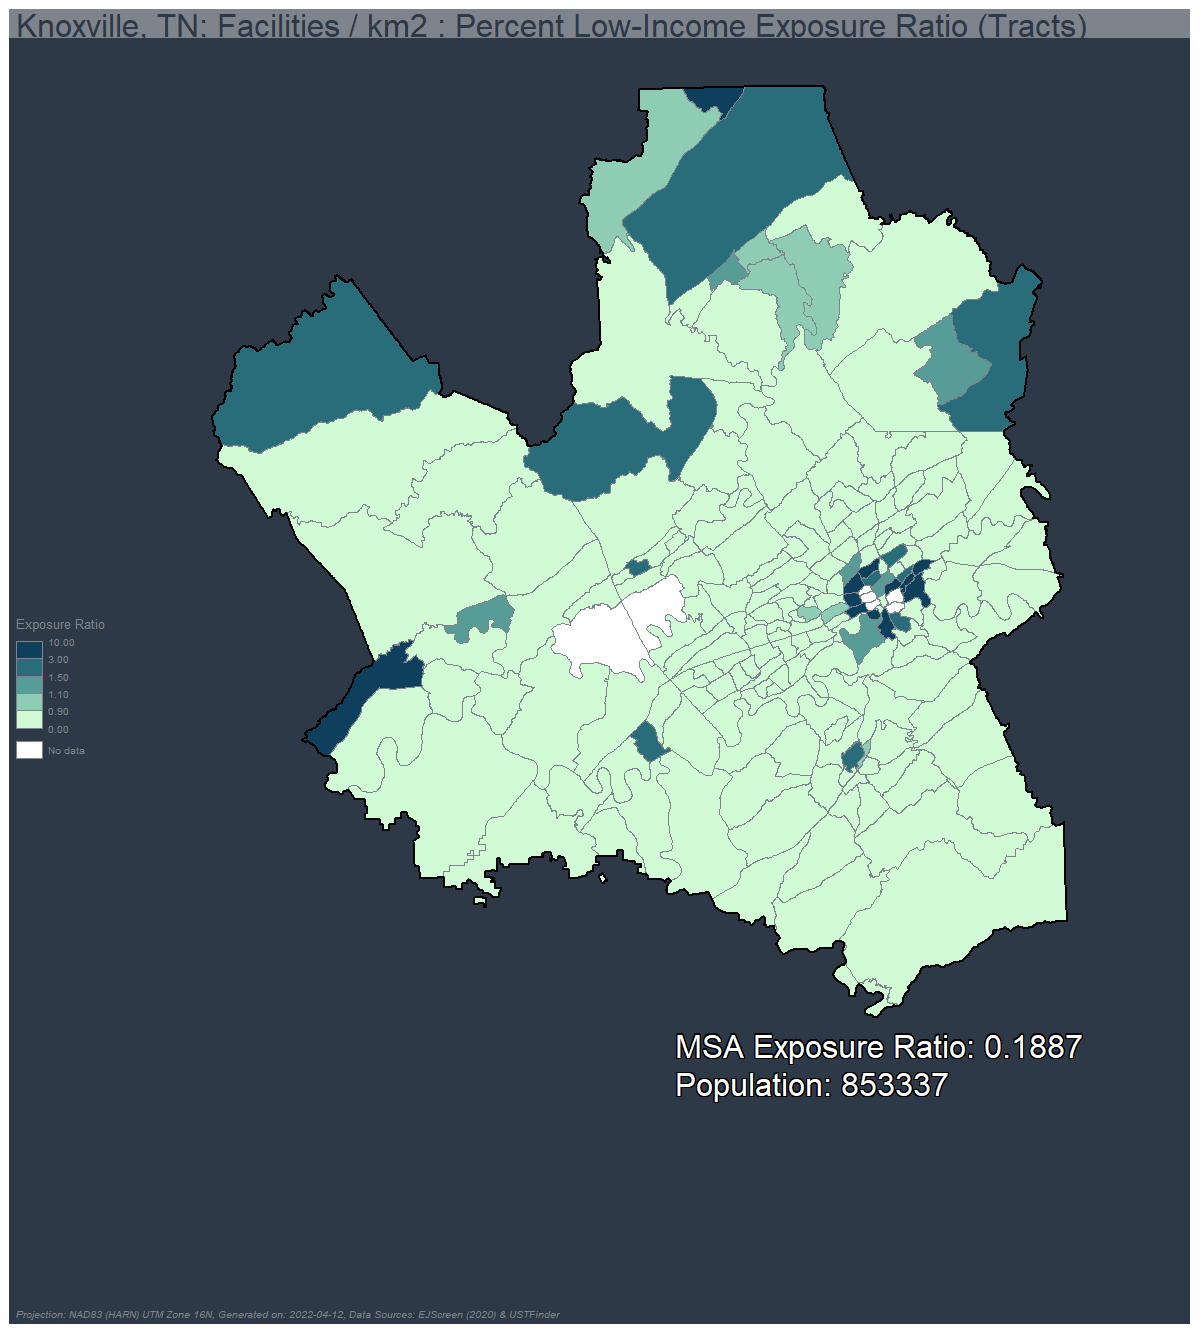 Knoxville, TN: Facilities / km2 : Percent Low-Income Exposure Ratio (Tracts)
Exposure Ratio
10.00
3.00
1.50
1.10
0.90
0.00
No data
MSA Exposure Ratio: 0.1887
Population: 853337
Projection: NAD83 (HARN) UTM Zone 16N, Generated on: 2022-04-12, Data Sources: EJScreen (2020) & USTFinder